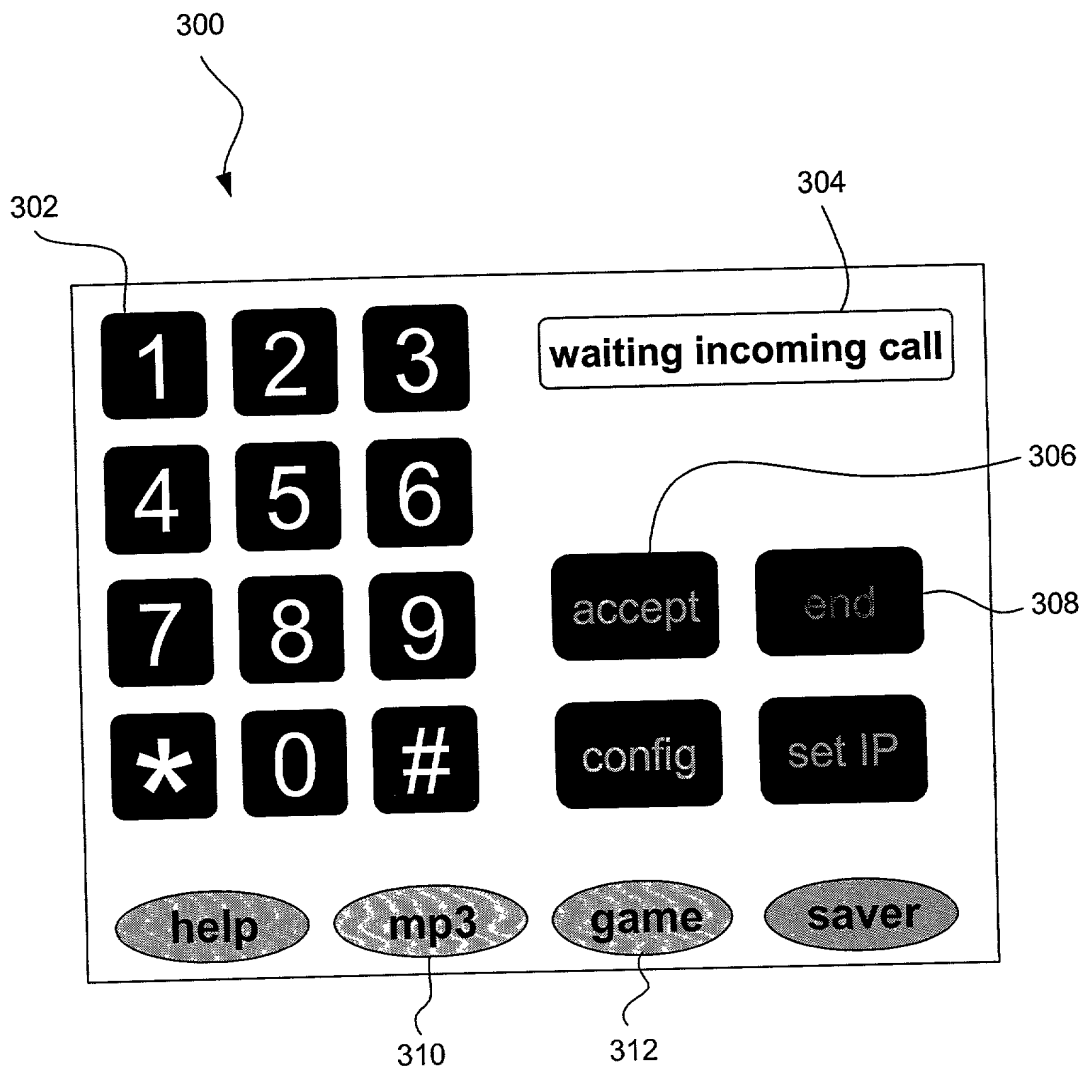 300
302
304
1 2 3
waiting incoming call
4 5 6
306
accept end
308
7 8 9
* 0 #
config set IP
help mp3 game saver
310
312